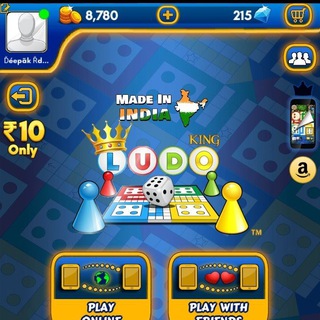 8,780
215
Deepak Rd...
₹10
Only
MADE IN
INDIA
KING
LUDO
TM
a
PLAY
ONLINE
PLAY WITH
FRIENDS